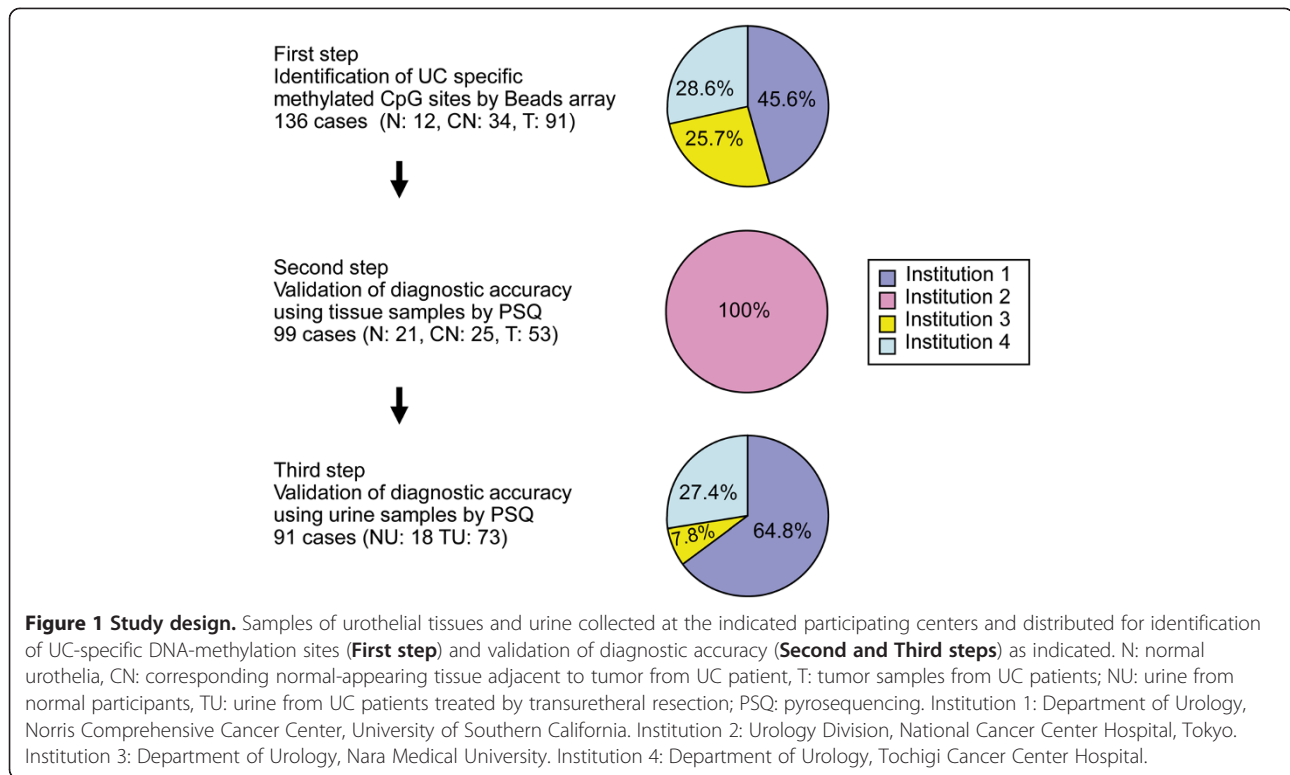 First step
Identification of UC specific
methylated CpG sites by Beads array
136 cases (N: 12, CN: 34, T: 91)
28.6%
45.6%
25.7%
Second step
Validation of diagnostic accuracy
using tissue samples by PSQ
99 cases (N: 21, CN: 25, T: 53)
100%
Institution 1
Institution 2
Institution 3
Institution 4
Third step
Validation of diagnostic accuracy
using urine samples by PSQ
91 cases (NU: 18 TU: 73)
27.4%
7.8%
64.8%
Figure 1 Study design. Samples of urothelial tissues and urine collected at the indicated participating centers and distributed for identification
of UC-specific DNA-methylation sites (First step) and validation of diagnostic accuracy (Second and Third steps) as indicated. N: normal
urothelia, CN: corresponding normal-appearing tissue adjacent to tumor from UC patient, T: tumor samples from UC patients; NU: urine from
normal participants, TU: urine from UC patients treated by transuretheral resection; PSQ: pyrosequencing. Institution 1: Department of Urology,
Norris Comprehensive Cancer Center, University of Southern California. Institution 2: Urology Division, National Cancer Center Hospital, Tokyo.
Institution 3: Department of Urology, Nara Medical University. Institution 4: Department of Urology, Tochigi Cancer Center Hospital.